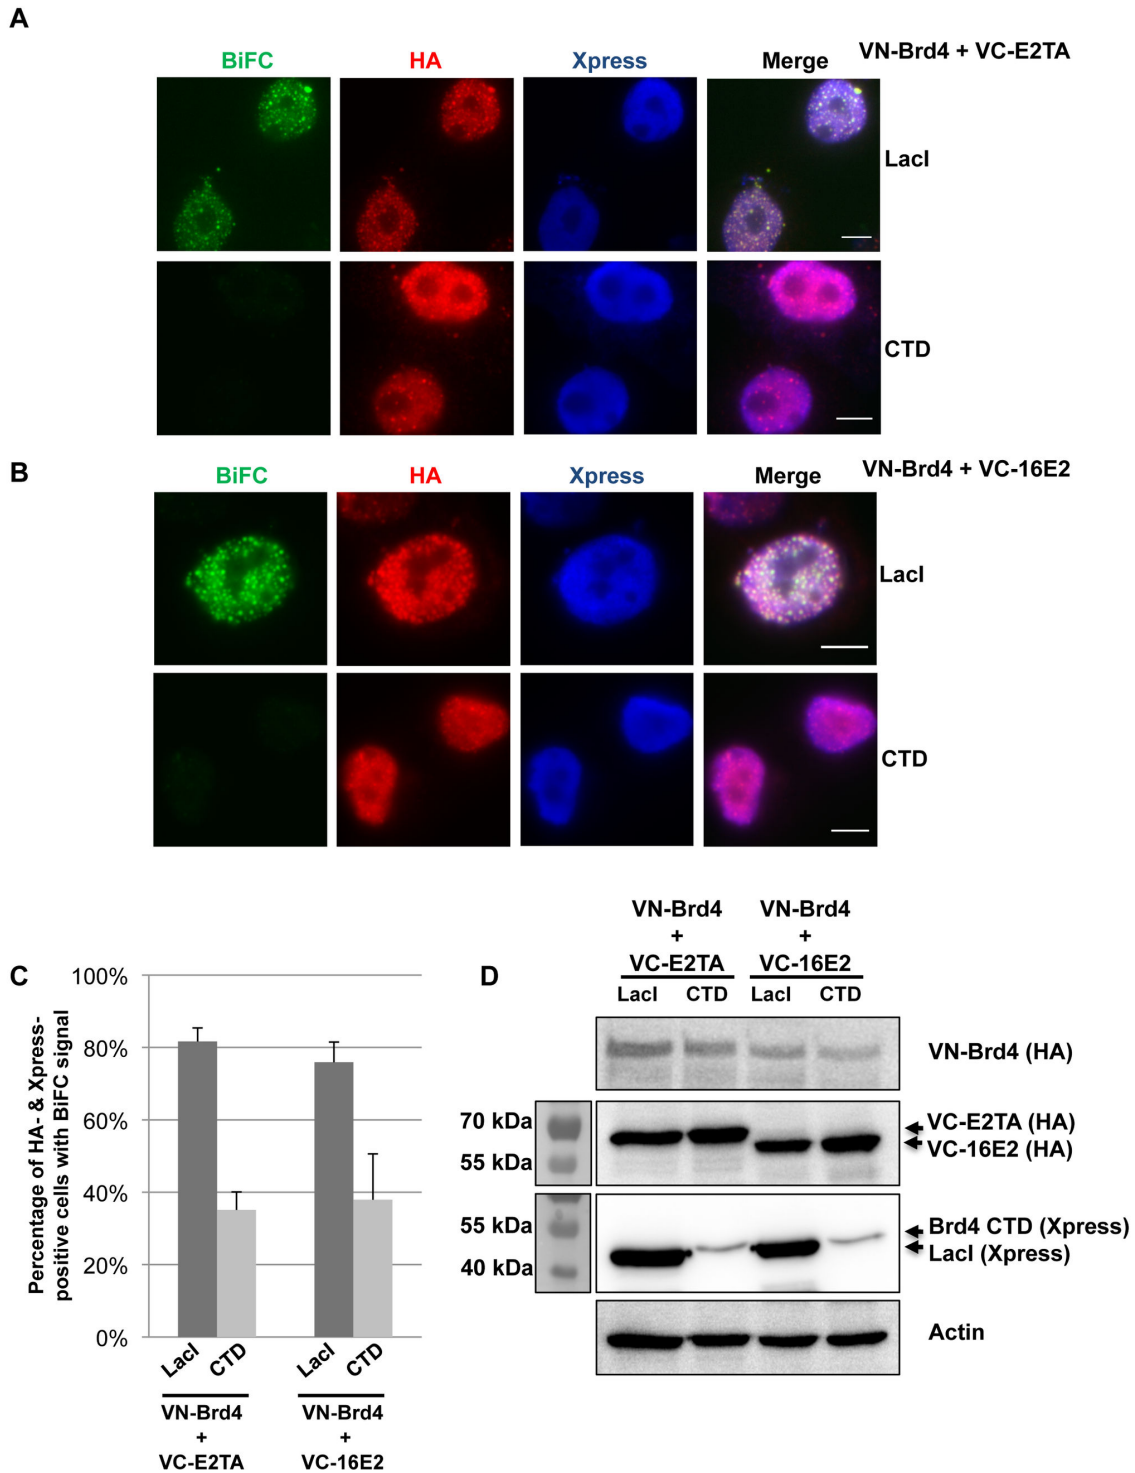 A
BiFC
HA
Xpress
Merge
VN-Brd4 + VC-E2TA
LacI
CTD
B
BiFC
HA
Xpress
Merge
VN-Brd4 + VC-16E2
LacI
CTD
C
Percentage of HA- & Xpress-
positive cells with BiFC signal
100%
80%
60%
40%
20%
0%
LacI
CTD
LacI
CTD
VN-Brd4
+
VC-E2TA
VN-Brd4
+
VC-16E2
D
VN-Brd4
+
VC-E2TA
VN-Brd4
+
VC-16E2
LacI
CTD
LacI
CTD
VN-Brd4 (HA)
70 kDa
55 kDa
VC-E2TA (HA)
VC-16E2 (HA)
55 kDa
40 kDa
Brd4 CTD (Xpress)
LacI (Xpress)
Actin